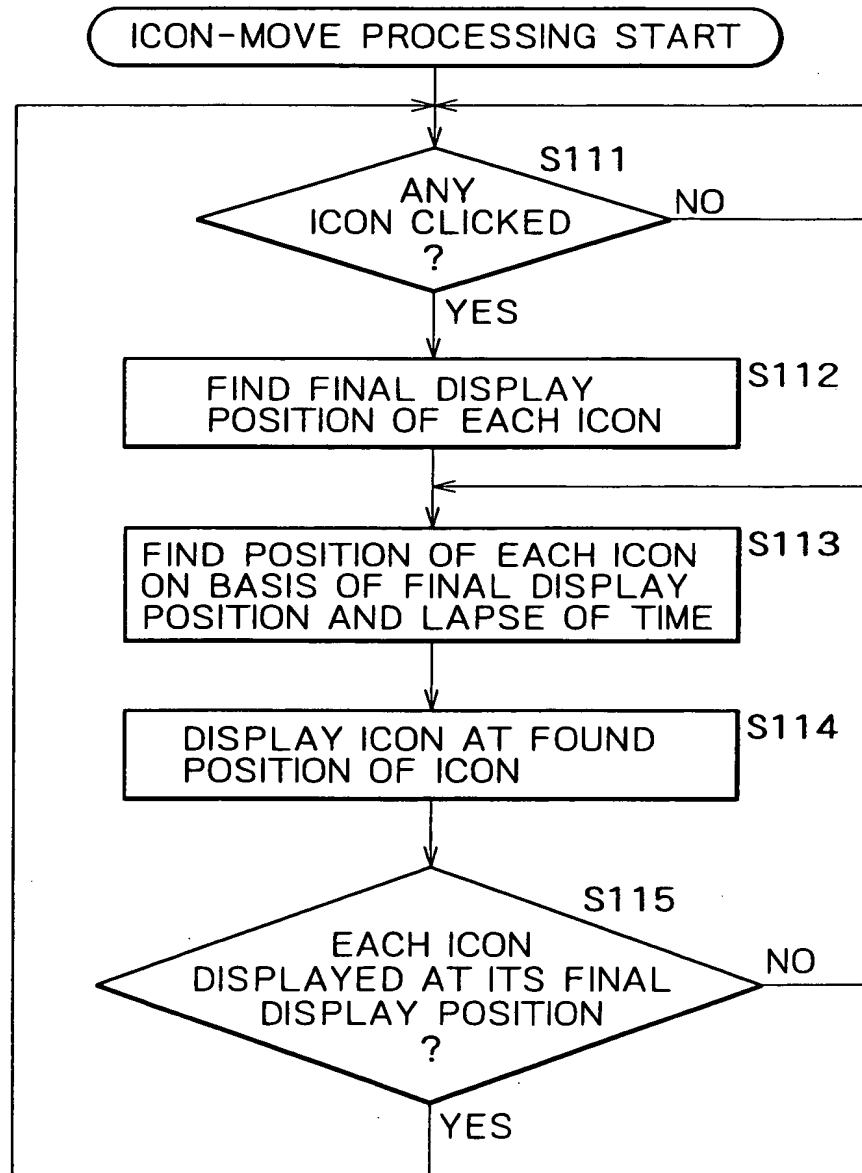 ICON-MOVE PROCESSING START
S111
ANY
ICON CLICKED
?
NO
YES
S112
FIND FINAL DISPLAY
POSITION OF EACH ICON
S113
FIND POSITION OF EACH ICON
ON BASIS OF FINAL DISPLAY
POSITION AND LAPSE OF TIME
S114
DISPLAY ICON AT FOUND
POSITION OF ICON
S115
EACH ICON
DISPLAYED AT ITS FINAL
DISPLAY POSITION
?
NO
YES